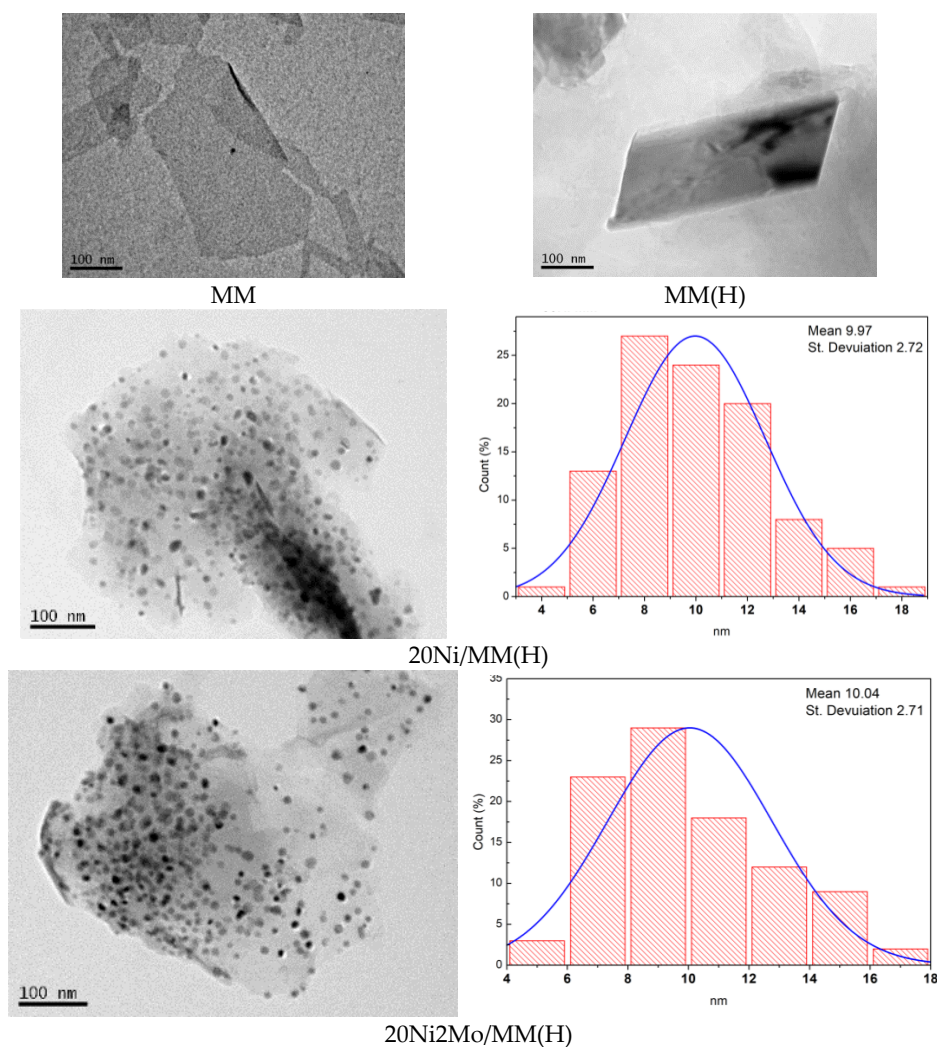 100 nm
100 nm
MM
MM(H)
100 nm
Mean 9.97
St. Devuiation 2.72
25
20
15
10
5
0
Count (%)
4 6 8 10 12 14 16 18
nm
20Ni/MM(H)
100 nm
Mean 10.04
St. Devuiation 2.71
35
30
25
20
15
10
5
0
Count (%)
4 6 8 10 12 14 16 18
nm
20Ni2Mo/MM(H)